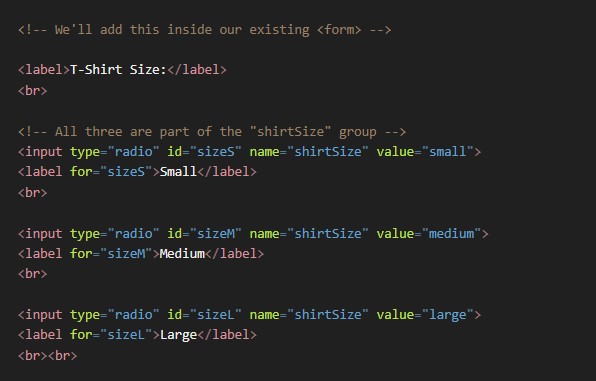 <!-- We'll add this inside our existing <form> -->
<label>T-Shirt Size:</label>
<br>
<!-- All three are part of the "shirtSize" group -->
<input type="radio" id="sizeS" name="shirtSize" value="small">
<label for="sizeS">Small</label>
<br>
<input type="radio" id="sizeM" name="shirtSize" value="medium">
<label for="sizeM">Medium</label>
<br>
<input type="radio" id="sizeL" name="shirtSize" value="large">
<label for="sizeL">Large</label>
<br><br>